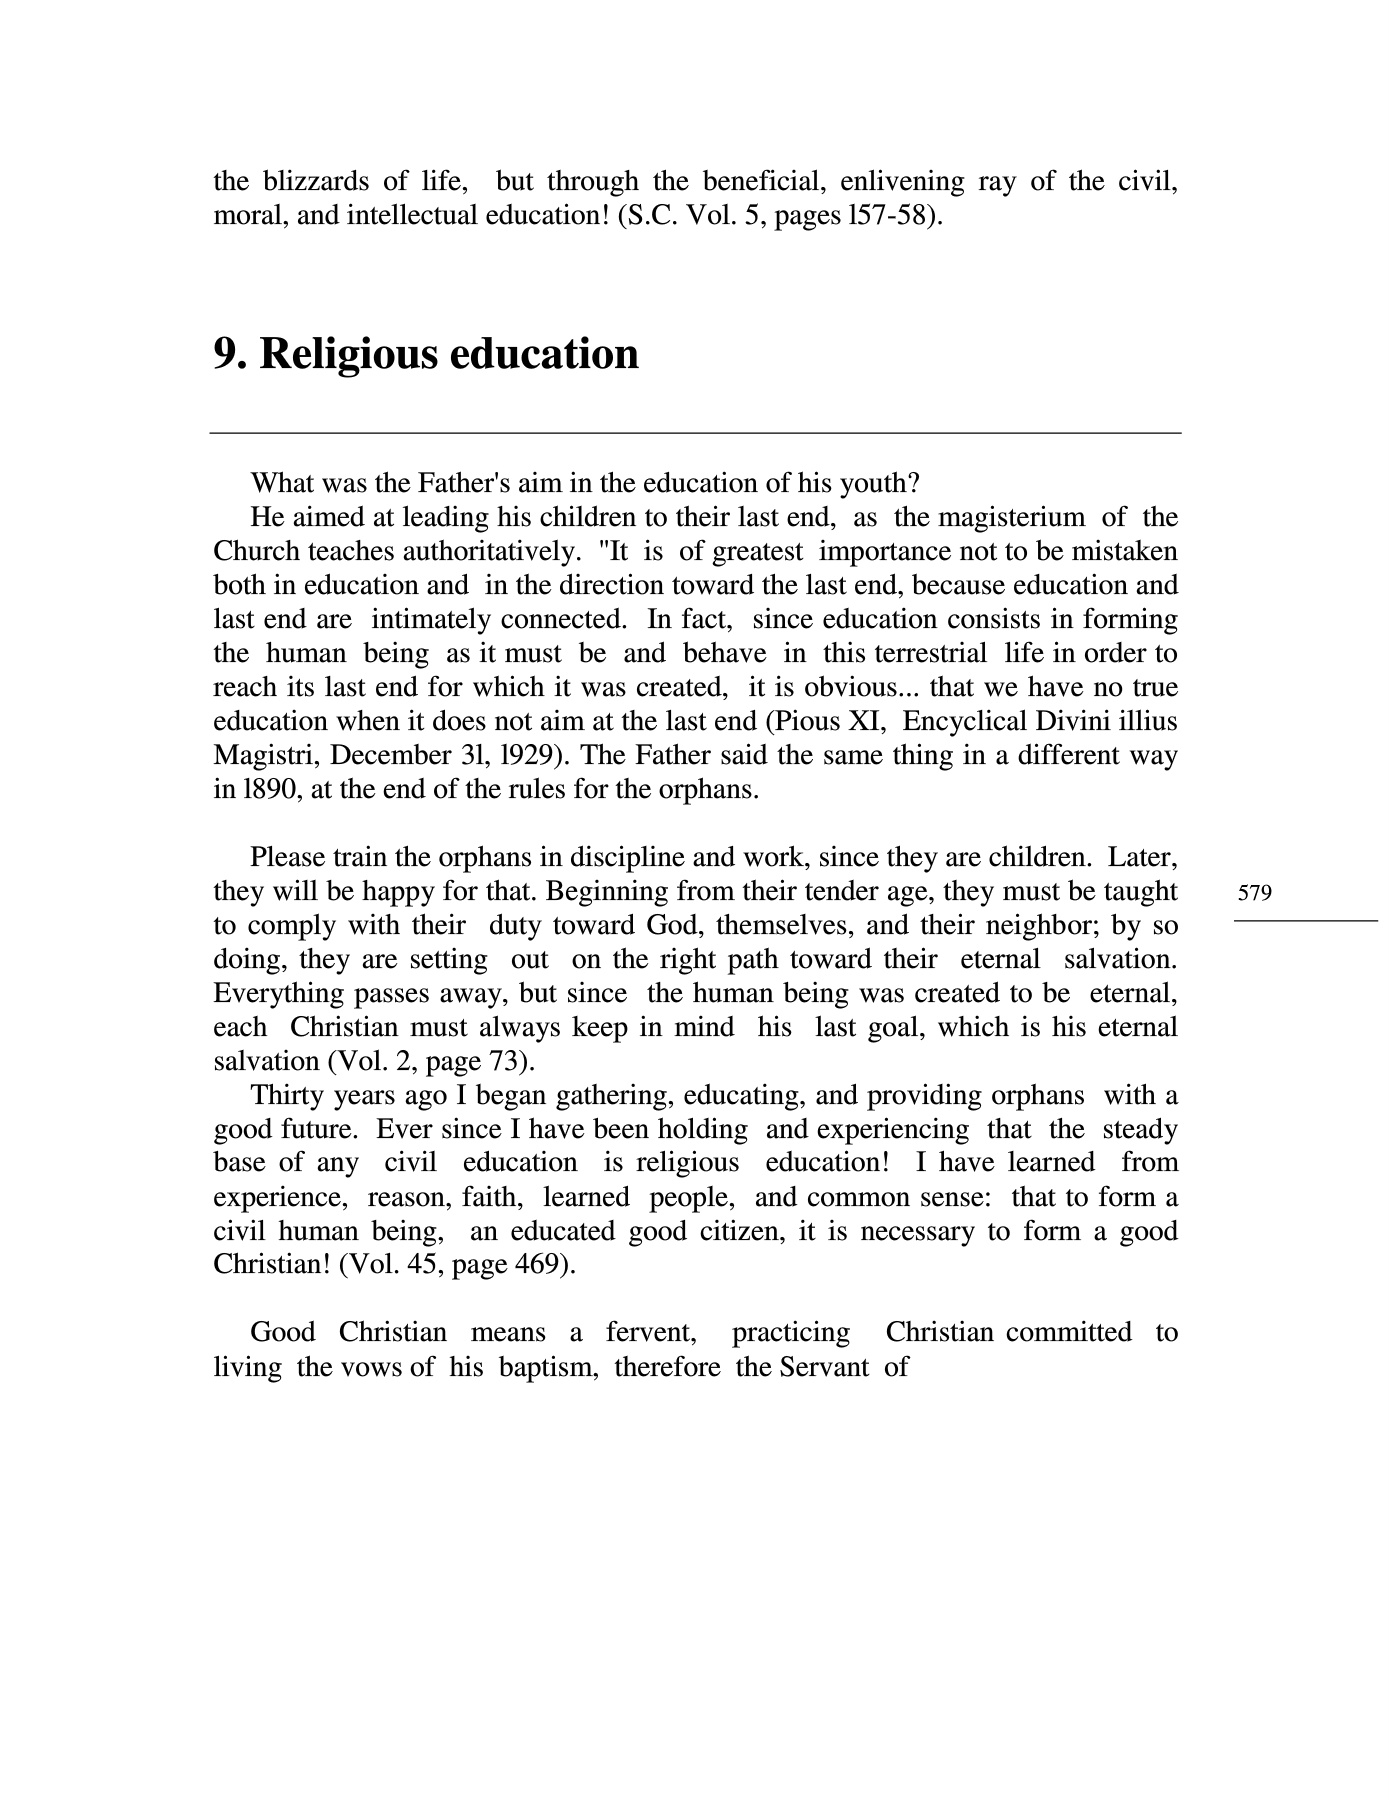 the blizzards of life, but through the beneficial, enlivening ray of the civil,
moral, and intellectual education! (S.C. Vol. 5, pages l57-58).
9. Religious education
What was the Father's aim in the education of his youth?
He aimed at leading his children to their last end, as the magisterium of the
Church teaches authoritatively. "It is of greatest importance not to be mistaken
both in education and in the direction toward the last end, because education and
last end are intimately connected. In fact, since education consists in forming
the human being as it must be and behave in this terrestrial life in order to
reach its last end for which it was created, it is obvious... that we have no true
education when it does not aim at the last end (Pious XI, Encyclical Divini illius
Magistri, December 3l, l929). The Father said the same thing in a different way
in l890, at the end of the rules for the orphans.
Please train the orphans in discipline and work, since they are children. Later,
they will be happy for that. Beginning from their tender age, they must be taught
to comply with their duty toward God, themselves, and their neighbor; by so
doing, they are setting out on the right path toward their eternal salvation.
Everything passes away, but since the human being was created to be eternal,
each Christian must always keep in mind his last goal, which is his eternal
salvation (Vol. 2, page 73).
Thirty years ago I began gathering, educating, and providing orphans with a
good future. Ever since I have been holding and experiencing that the steady
base of any civil education is religious education! I have learned from
experience, reason, faith, learned people, and common sense: that to form a
civil human being, an educated good citizen, it is necessary to form a good
Christian! (Vol. 45, page 469).
Good Christian means a fervent, practicing Christian committed to
living the vows of his baptism, therefore the Servant of
579